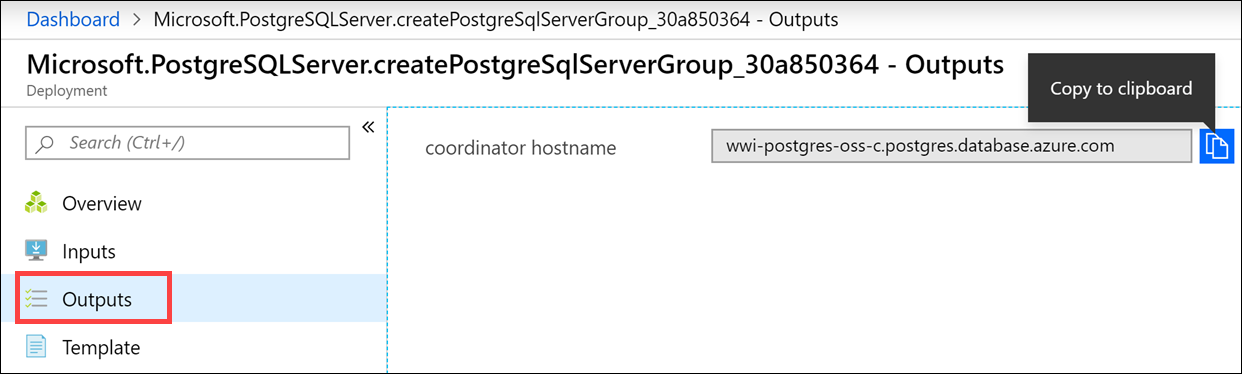 Dashboard > Microsoft.PostgreSQLServer.createPostgreSqlServerGroup_30a850364 - Outputs
Microsoft.PostgreSQLServer.createPostgreSqlServerGroup_30a850364 - Outputs
Deployment
Copy to clipboard
Search (Ctrl+/)
«
coordinator hostname
wwi-postgres-oss-c.postgres.database.azure.com
Overview
Inputs
Outputs
Template